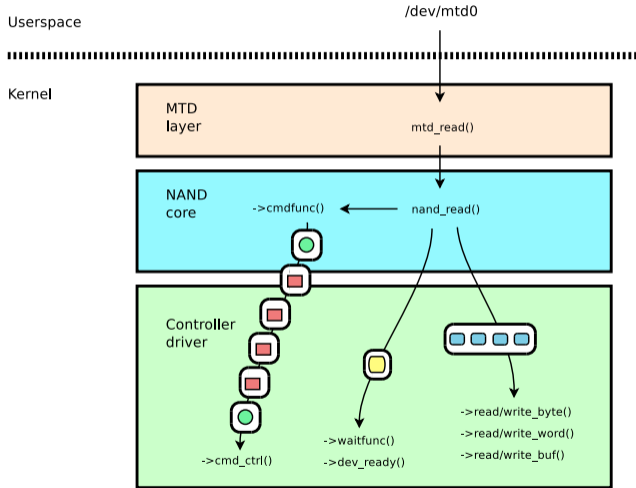 Userspace
/dev/mtd0
Kernel
MTD
layer
mtd_read()
NAND
core
->cmdfunc()
nand_read()
Controller
driver
->cmd_ctrl()
->waitfunc()
->dev_ready()
->read/write_byte()
->read/write_word()
->read/write_buf()